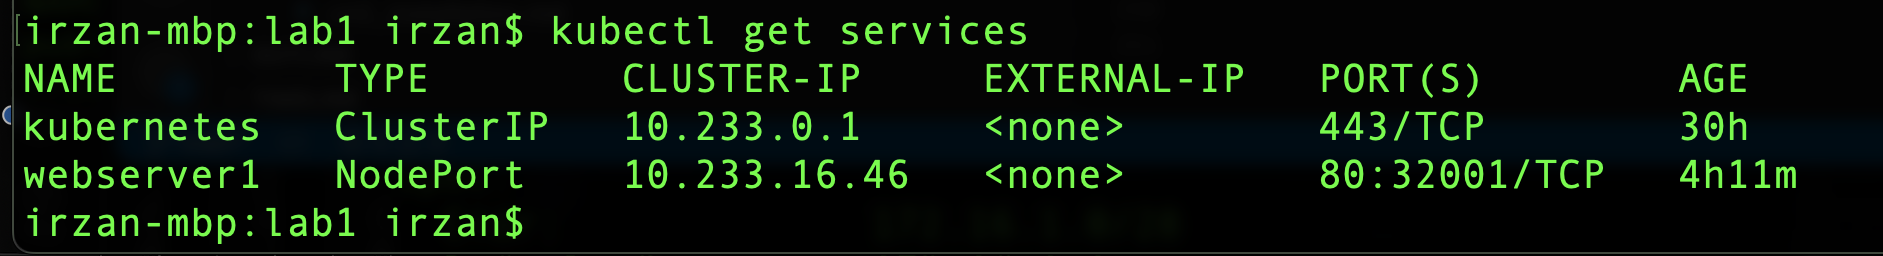 irzan-mbp:lab1 irzan$ kubectl get services
NAME TYPE CLUSTER-IP EXTERNAL-IP PORT(S) AGE
kubernetes ClusterIP 10.233.0.1 <none> 443/TCP 30h
webserver1 NodePort 10.233.16.46 <none> 80:32001/TCP 4h11m
irzan-mbp:lab1 irzan$